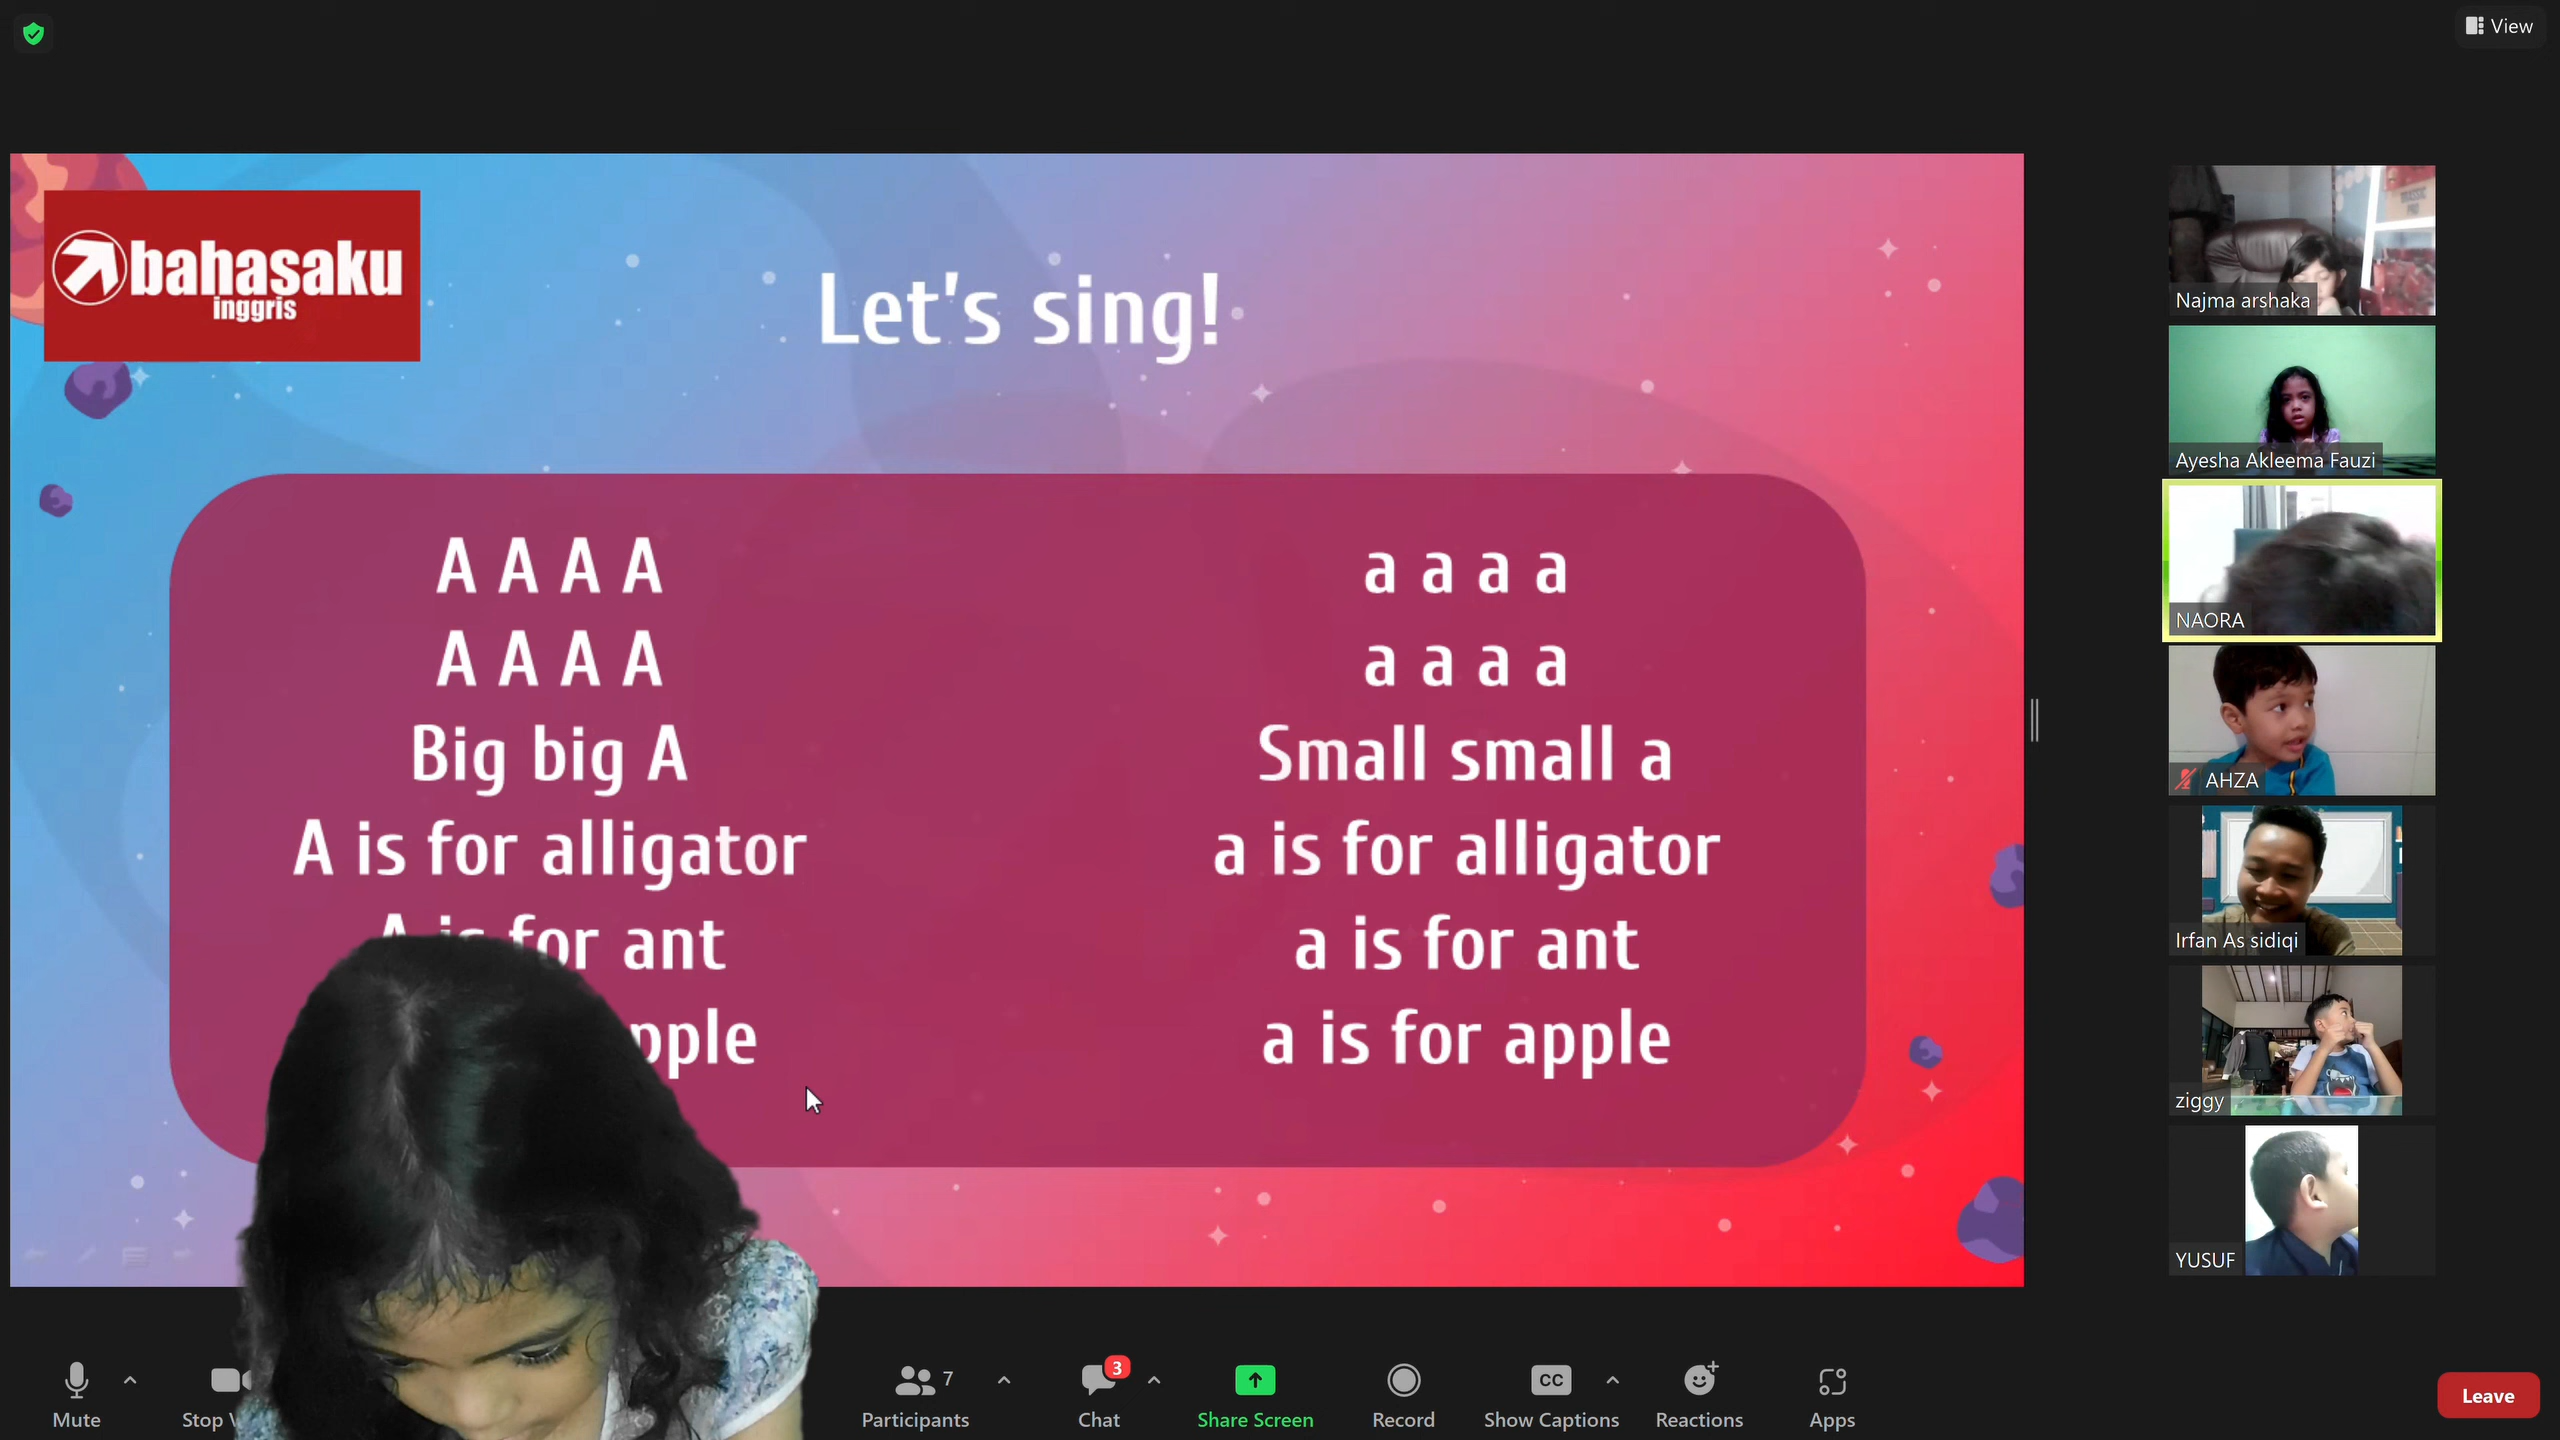 View
bahasaku
inggris
Let's sing!
A A A A
A A A A
Big big A
A is for alligator
A is for ant
pple
a a a a
a a a a
Small small a
a is for alligator
a is for ant
a is for apple
Najma arshaka
Ayesha Akleema Fauzi
NAORA
AHZA
Irfan As sidiqi
ziggy
YUSUF
Mute
Stop V
Participants
7
Chat
3
Share Screen
Record
CC
Show Captions
Reactions
Apps
Leave